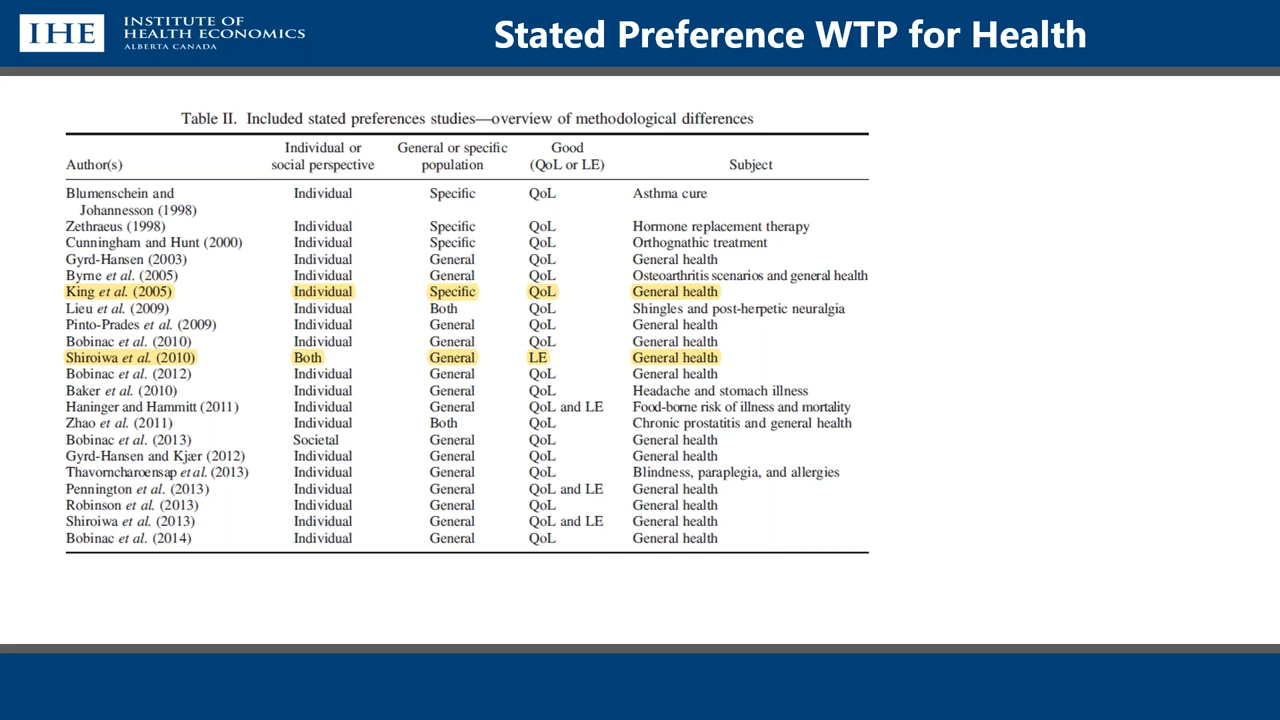 IHE INSTITUTE OF
HEALTH ECONOMICS
ALBERTA CANADA
Stated Preference WTP for Health
Table II. Included stated preferences studies—overview of methodological differences
Individual or General or specific Good
Author(s) social perspective population (QoL or LE) Subject
Blumenschein and Individual Specific QoL Asthma cure
Johannesson (1998)
Zethraeus (1998) Individual Specific QoL Hormone replacement therapy
Cunningham and Hunt (2000) Individual Specific QoL Orthognathic treatment
Gyrd-Hansen (2003) Individual General QoL General health
Byrne et al. (2005) Individual General QoL Osteoarthritis scenarios and general health
King et al. (2005) Individual Specific QoL General health
Lieu et al. (2009) Individual Both QoL Shingles and post-herpetic neuralgia
Pinto-Prades et al. (2009) Individual General QoL General health
Bobinac et al. (2010) Individual General QoL General health
Shiroiwa et al. (2010) Both General LE General health
Bobinac et al. (2012) Individual General QoL General health
Baker et al. (2010) Individual General QoL Headache and stomach illness
Haninger and Hammitt (2011) Individual General QoL and LE Food-borne risk of illness and mortality
Zhao et al. (2011) Individual Both QoL Chronic prostatitis and general health
Bobinac et al. (2013) Societal General QoL General health
Gyrd-Hansen and Kjær (2012) Individual General QoL General health
Thavorncharoensap et al. (2013) Individual General QoL Blindness, paraplegia, and allergies
Pennington et al. (2013) Individual General QoL and LE General health
Robinson et al. (2013) Individual General QoL General health
Shiroiwa et al. (2013) Individual General QoL and LE General health
Bobinac et al. (2014) Individual General QoL General health